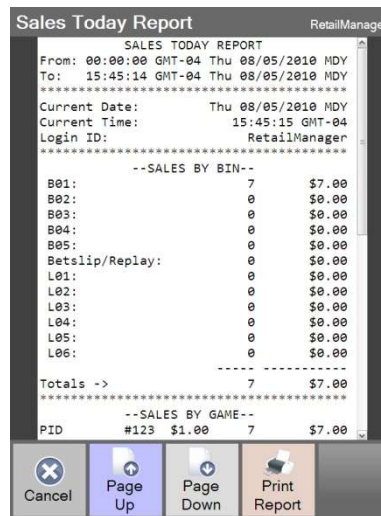 Sales Today Report RetailManage
SALES TODAY REPORT
From: 00:00:00 GMT-04 Thu 08/05/2010 MDY
To: 15:45:14 GMT-04 Thu 08/05/2010 MDY
****************************************
Current Date: Thu 08/05/2010 MDY
Current Time: 15:45:15 GMT-04
Login ID: RetailManager
****************************************
--SALES BY BIN--
B01: 7 $7.00
B02: 0 $0.00
B03: 0 $0.00
B04: 0 $0.00
B05: 0 $0.00
Betslip/Replay: 0 $0.00
L01: 0 $0.00
L02: 0 $0.00
L03: 0 $0.00
L04: 0 $0.00
L05: 0 $0.00
L06: 0 $0.00
----- -----------
Totals -> 7 $7.00
****************************************
--SALES BY GAME--
PID #123 $1.00 7 $7.00
Cancel
Page Up
Page Down
Print Report